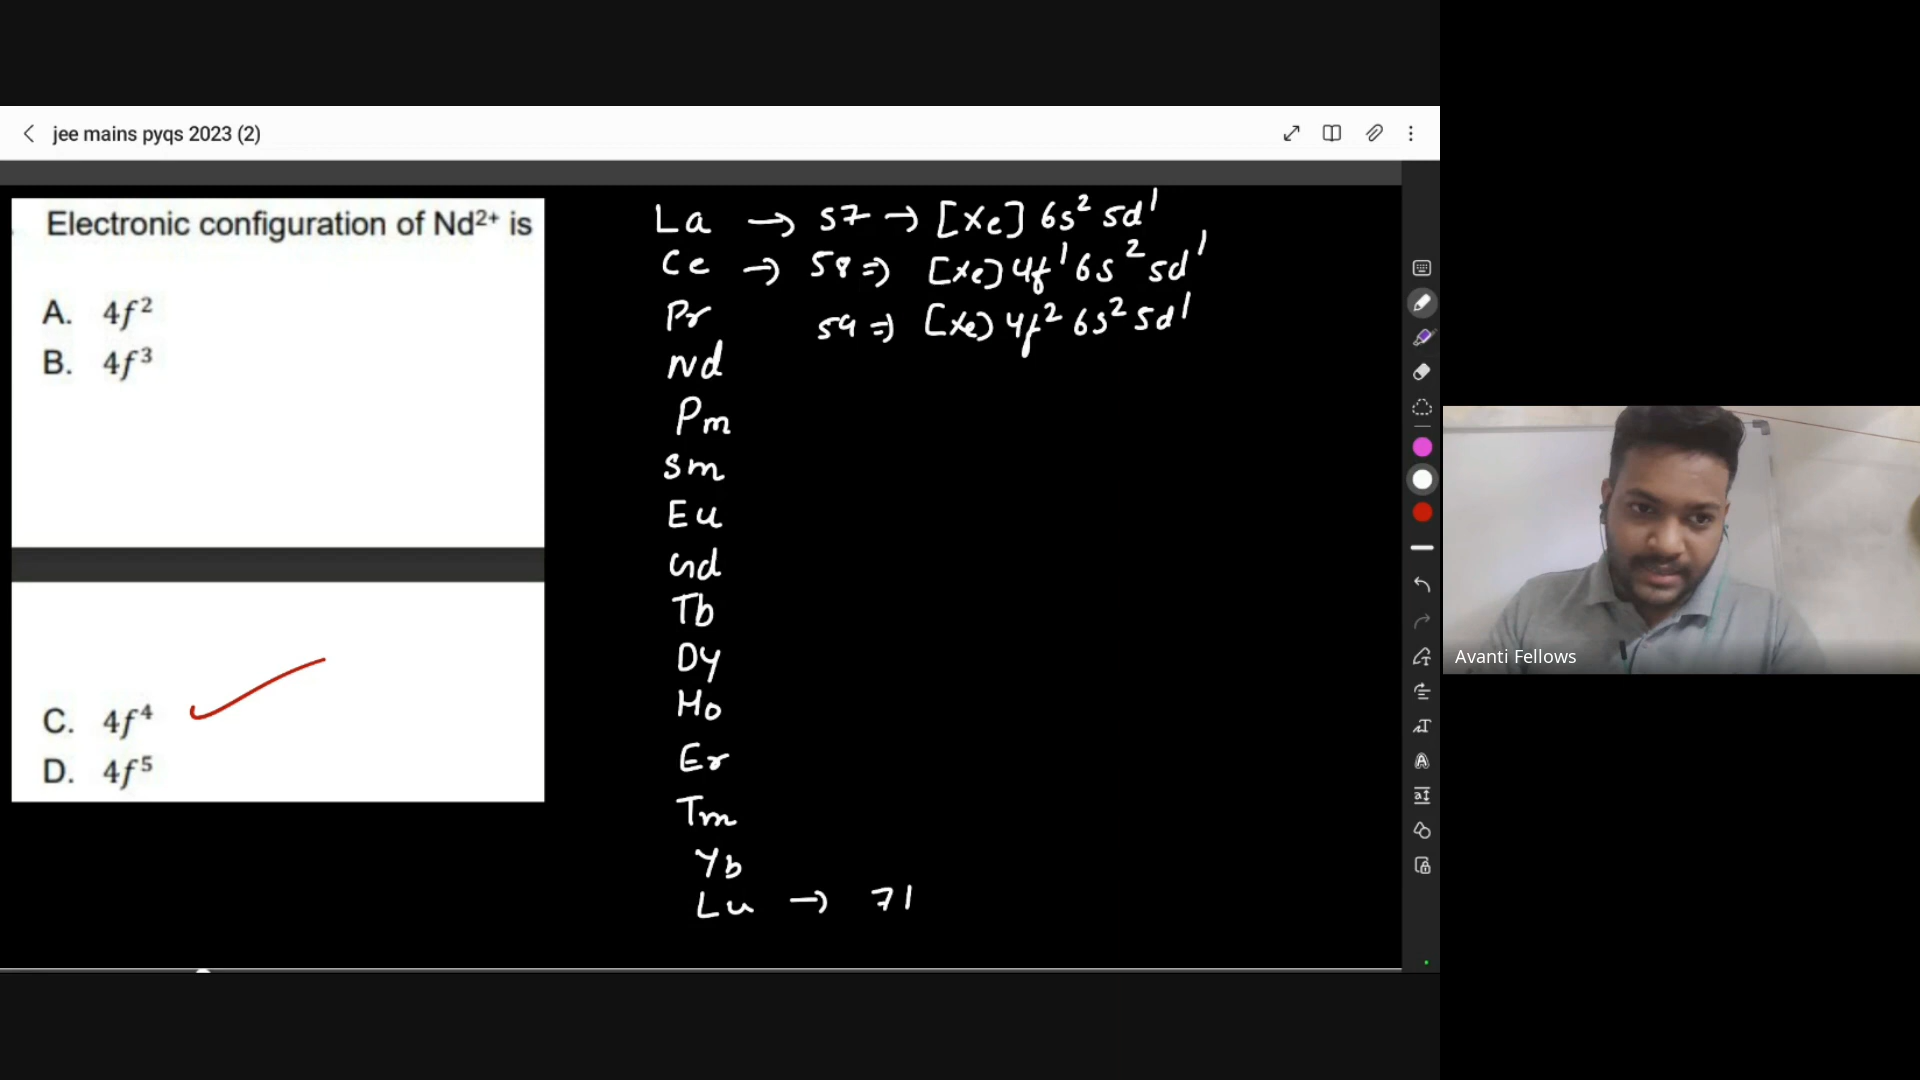 jee mains pyqs 2023 (2)
Electronic configuration of Nd²⁺ is
A. 4f²
B. 4f³
C. 4f⁴
D. 4f⁵
La → 57 → [Xe] 6s² 5d¹
Ce → 58 ⇒ [Xe] 4f¹ 6s² 5d¹
Pr 59 ⇒ [Xe] 4f² 6s² 5d¹
Nd
Pm
Sm
Eu
Gd
Tb
Dy
Ho
Er
Tm
Yb
Lu → 71
Avanti Fellows